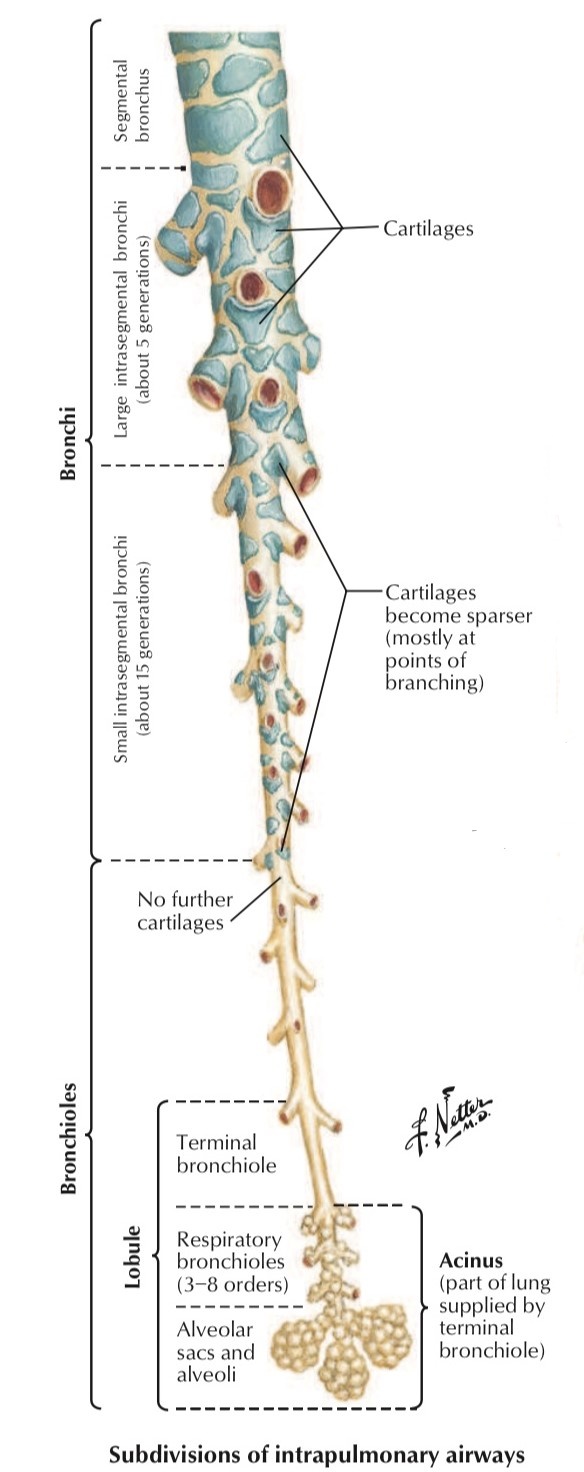 Segmental
bronchus
Cartilages
Large intrasegmental bronchi
(about 5 generations)
Bronchi
Small intrasegmental bronchi
(about 15 generations)
Cartilages
become sparser
(mostly at
points of
branching)
No further
cartilages
Bronchioles
F. Netter
M.D.
Terminal
bronchiole
Lobule
Respiratory
bronchioles
(3–8 orders)
Alveolar
sacs and
alveoli
Acinus
(part of lung
supplied by
terminal
bronchiole)
Subdivisions of intrapulmonary airways